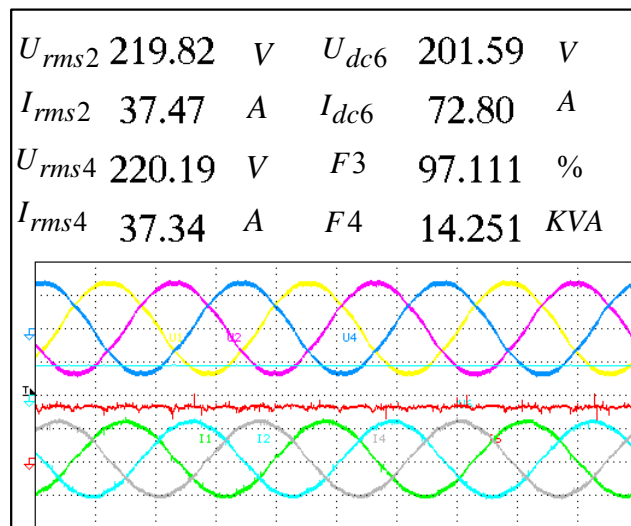 Urms2 219.82 V Udc6 201.59 V
Irms2 37.47 A Idc6 72.80 A
Urms4 220.19 V F3 97.111 %
Irms4 37.34 A F4 14.251 KVA
U1 U2 U4
I1 I2 I4